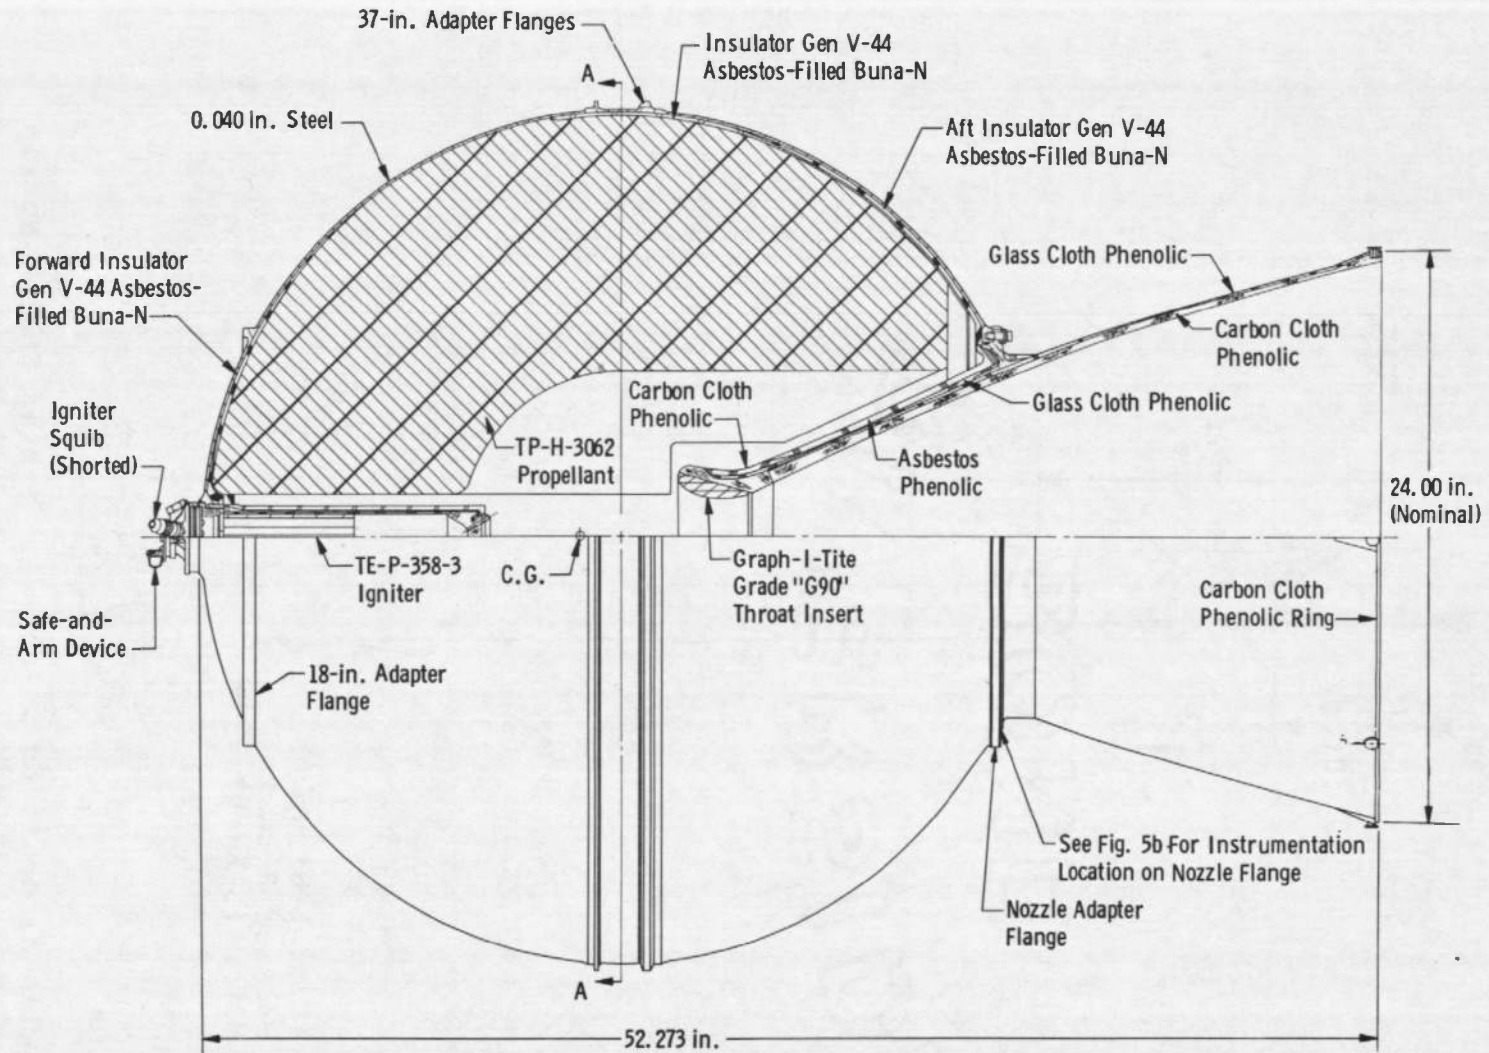 37-in. Adapter Flanges
Insulator Gen V-44
Asbestos-Filled Buna-N
A
0.040 in. Steel
Aft Insulator Gen V-44
Asbestos-Filled Buna-N
Glass Cloth Phenolic
Forward Insulator
Gen V-44 Asbestos-
Filled Buna-N
Carbon Cloth
Phenolic
Carbon Cloth
Phenolic
Glass Cloth Phenolic
Igniter
Squib
(Shorted)
TP-H-3062
Propellant
Asbestos
Phenolic
24.00 in.
(Nominal)
TE-P-358-3
Igniter
C.G.
Graph-I-Tite
Grade "G90"
Throat Insert
Carbon Cloth
Phenolic Ring
Safe-and-
Arm Device
18-in. Adapter
Flange
See Fig. 5b For Instrumentation
Location on Nozzle Flange
Nozzle Adapter
Flange
A
52.273 in.